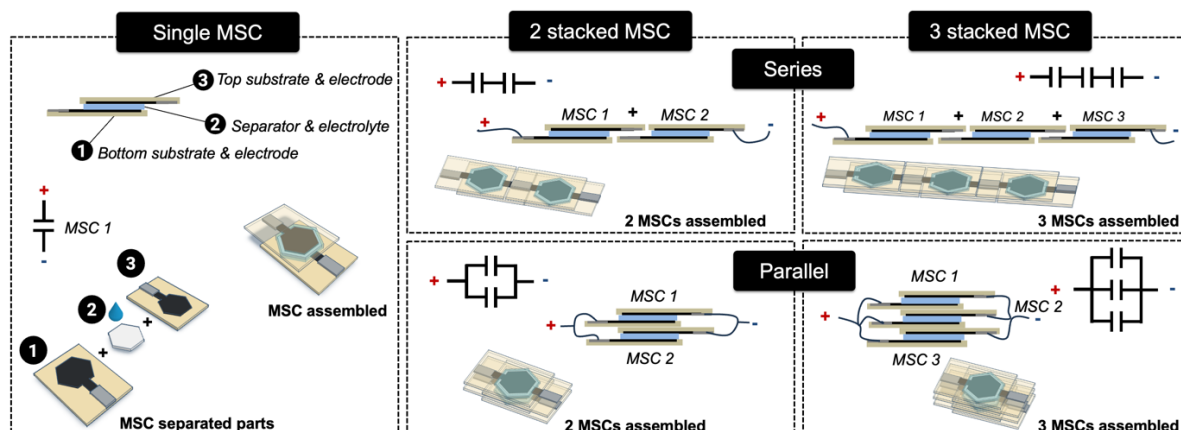 Single MSC
3 Top substrate & electrode
2 Separator & electrolyte
1 Bottom substrate & electrode
+
MSC 1
-
3
2
+
1
+
MSC assembled
MSC separated parts
2 stacked MSC
3 stacked MSC
Series
+ -
MSC 1 + MSC 2
+ -
2 MSCs assembled
+ -
MSC 1 + MSC 2 + MSC 3
+ -
3 MSCs assembled
Parallel
+ -
MSC 1
+ -
MSC 2
2 MSCs assembled
MSC 1
+ -
MSC 2
+ -
MSC 3
3 MSCs assembled